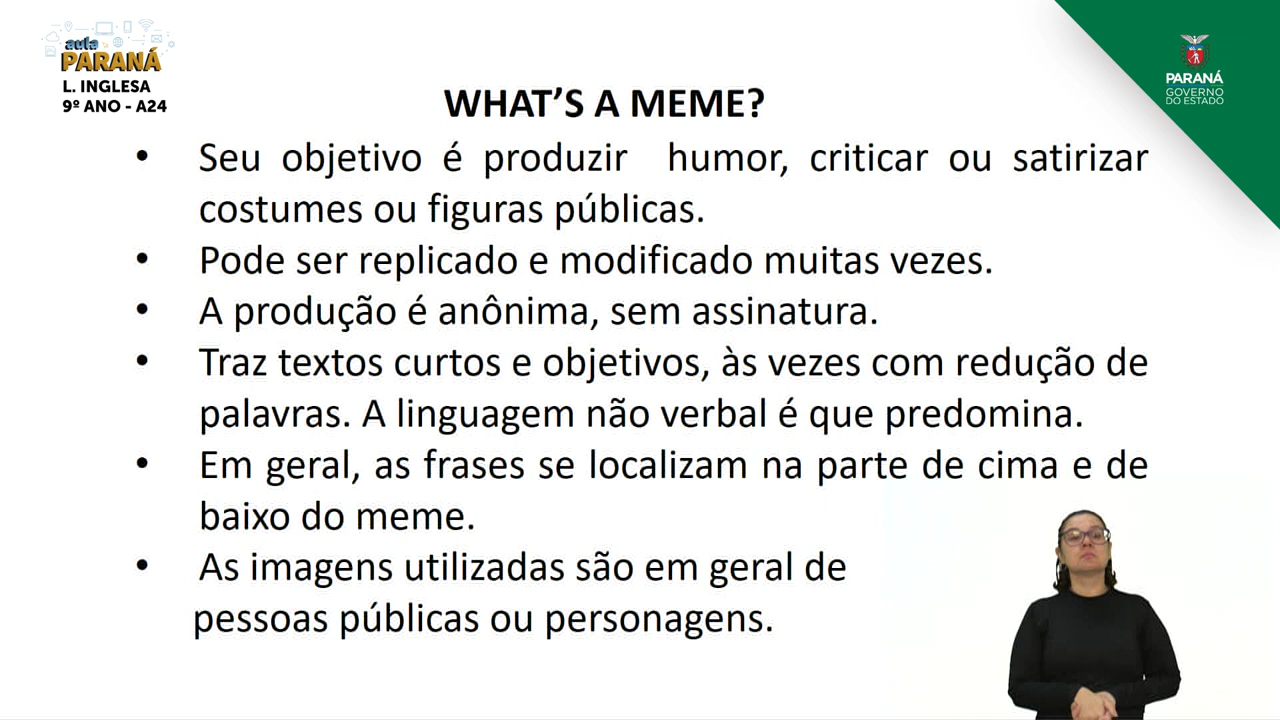 aula
PARANÁ
L. INGLESA
9º ANO - A24
PARANÁ
GOVERNO
DO ESTADO
WHAT'S A MEME?
• Seu objetivo é produzir humor, criticar ou satirizar
costumes ou figuras públicas.
• Pode ser replicado e modificado muitas vezes.
• A produção é anônima, sem assinatura.
• Traz textos curtos e objetivos, às vezes com redução de
palavras. A linguagem não verbal é que predomina.
• Em geral, as frases se localizam na parte de cima e de
baixo do meme.
• As imagens utilizadas são em geral de
pessoas públicas ou personagens.